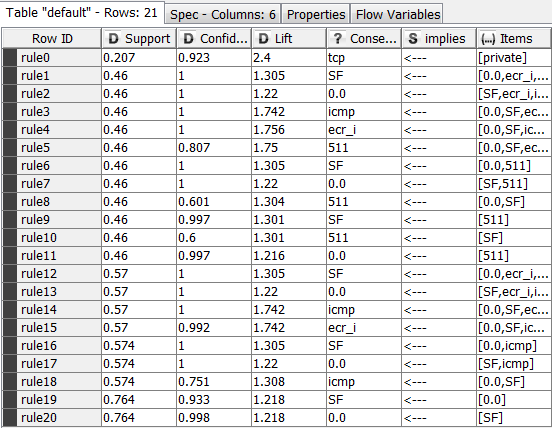 Table "default" - Rows: 21 Spec - Columns: 6 Properties Flow Variables
Row ID D Support D Confid... D Lift ? Conse... S implies (...) Items
rule0 0.207 0.923 2.4 tcp <--- [private]
rule1 0.46 1 1.305 SF <--- [0.0,ecr_i,...
rule2 0.46 1 1.22 0.0 <--- [SF,ecr_i,i...
rule3 0.46 1 1.742 icmp <--- [0.0,SF,ec...
rule4 0.46 1 1.756 ecr_i <--- [0.0,SF,ic...
rule5 0.46 0.807 1.75 511 <--- [0.0,SF,ec...
rule6 0.46 1 1.305 SF <--- [0.0,511]
rule7 0.46 1 1.22 0.0 <--- [SF,511]
rule8 0.46 0.601 1.304 511 <--- [0.0,SF]
rule9 0.46 0.997 1.301 SF <--- [511]
rule10 0.46 0.6 1.301 511 <--- [SF]
rule11 0.46 0.997 1.216 0.0 <--- [511]
rule12 0.57 1 1.305 SF <--- [0.0,ecr_i,...
rule13 0.57 1 1.22 0.0 <--- [SF,ecr_i,i...
rule14 0.57 1 1.742 icmp <--- [0.0,SF,ec...
rule15 0.57 0.992 1.742 ecr_i <--- [0.0,SF,ic...
rule16 0.574 1 1.305 SF <--- [0.0,icmp]
rule17 0.574 1 1.22 0.0 <--- [SF,icmp]
rule18 0.574 0.751 1.308 icmp <--- [0.0,SF]
rule19 0.764 0.933 1.218 SF <--- [0.0]
rule20 0.764 0.998 1.218 0.0 <--- [SF]